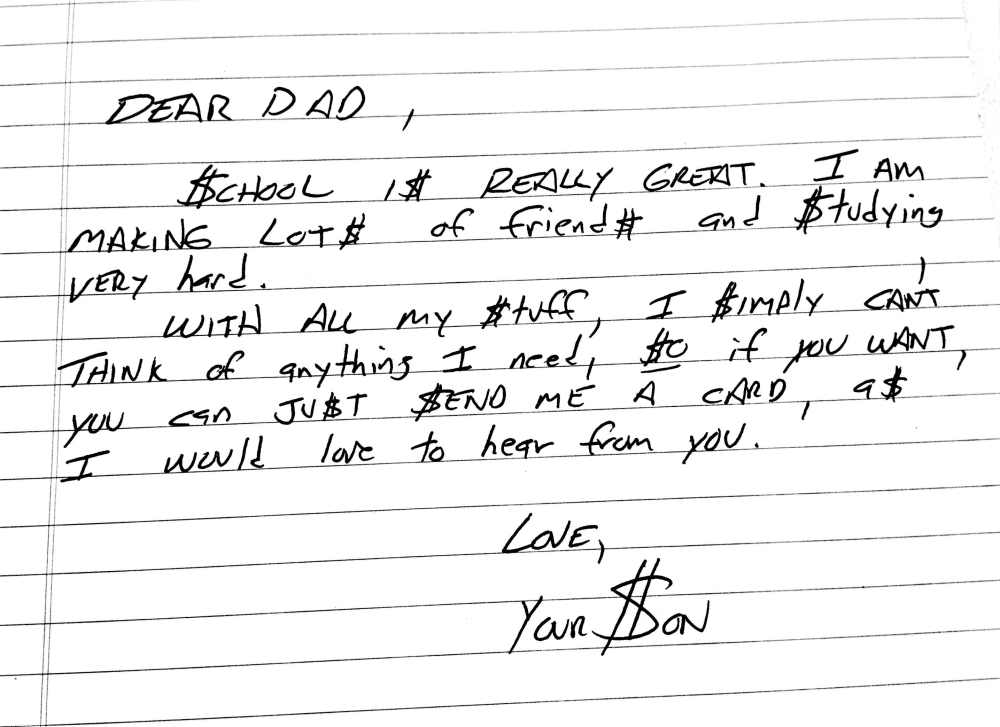 DEAR DAD,
$CHOOL I$ REALLY GREAT. I AM
MAKING LOT$ of friend$ and $tudying
VERY hard.
WITH ALL my $tuff, I $IMPly CAN'T
THINK of anything I need, $O if you WANT,
you can JU$T $END ME A CARD, a$
I would love to hear from you.
LOVE,
Your $ON